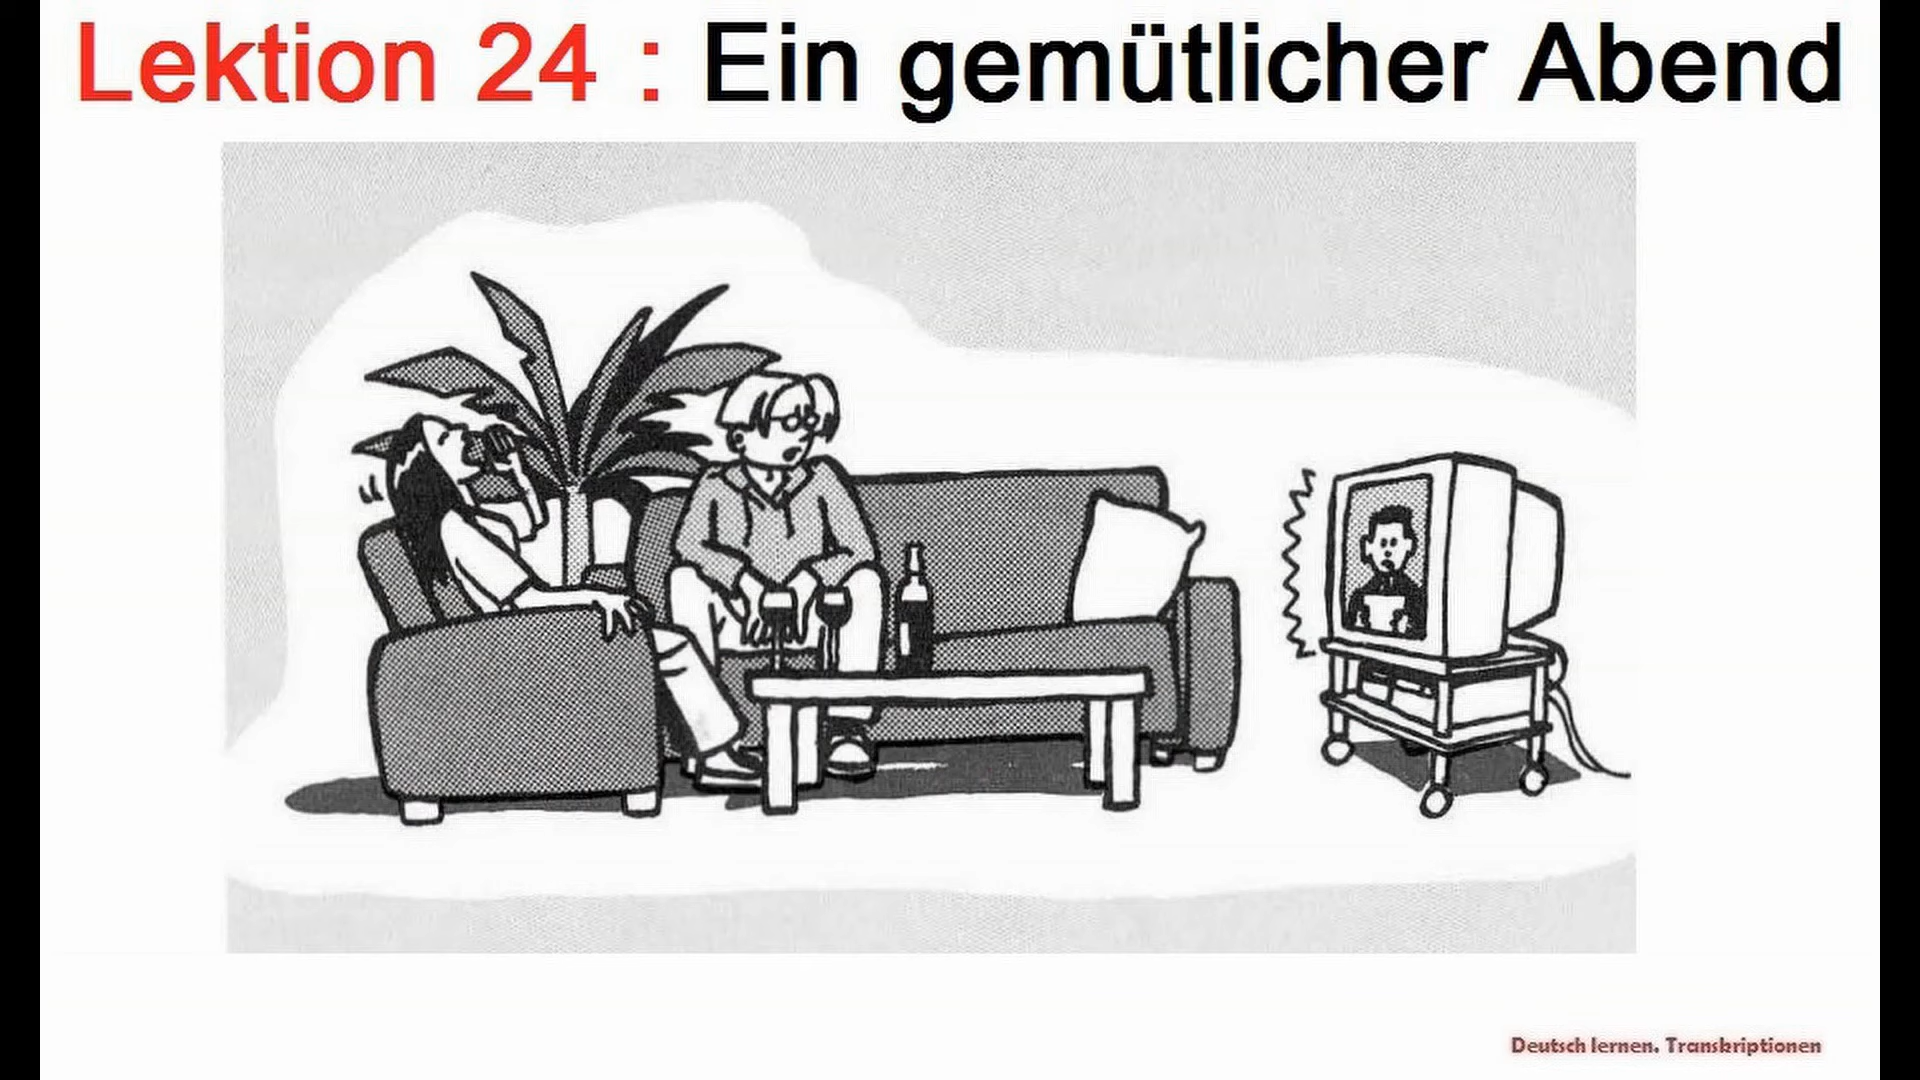 Lektion 24 : Ein gemütlicher Abend
Deutsch lernen. Transkriptionen